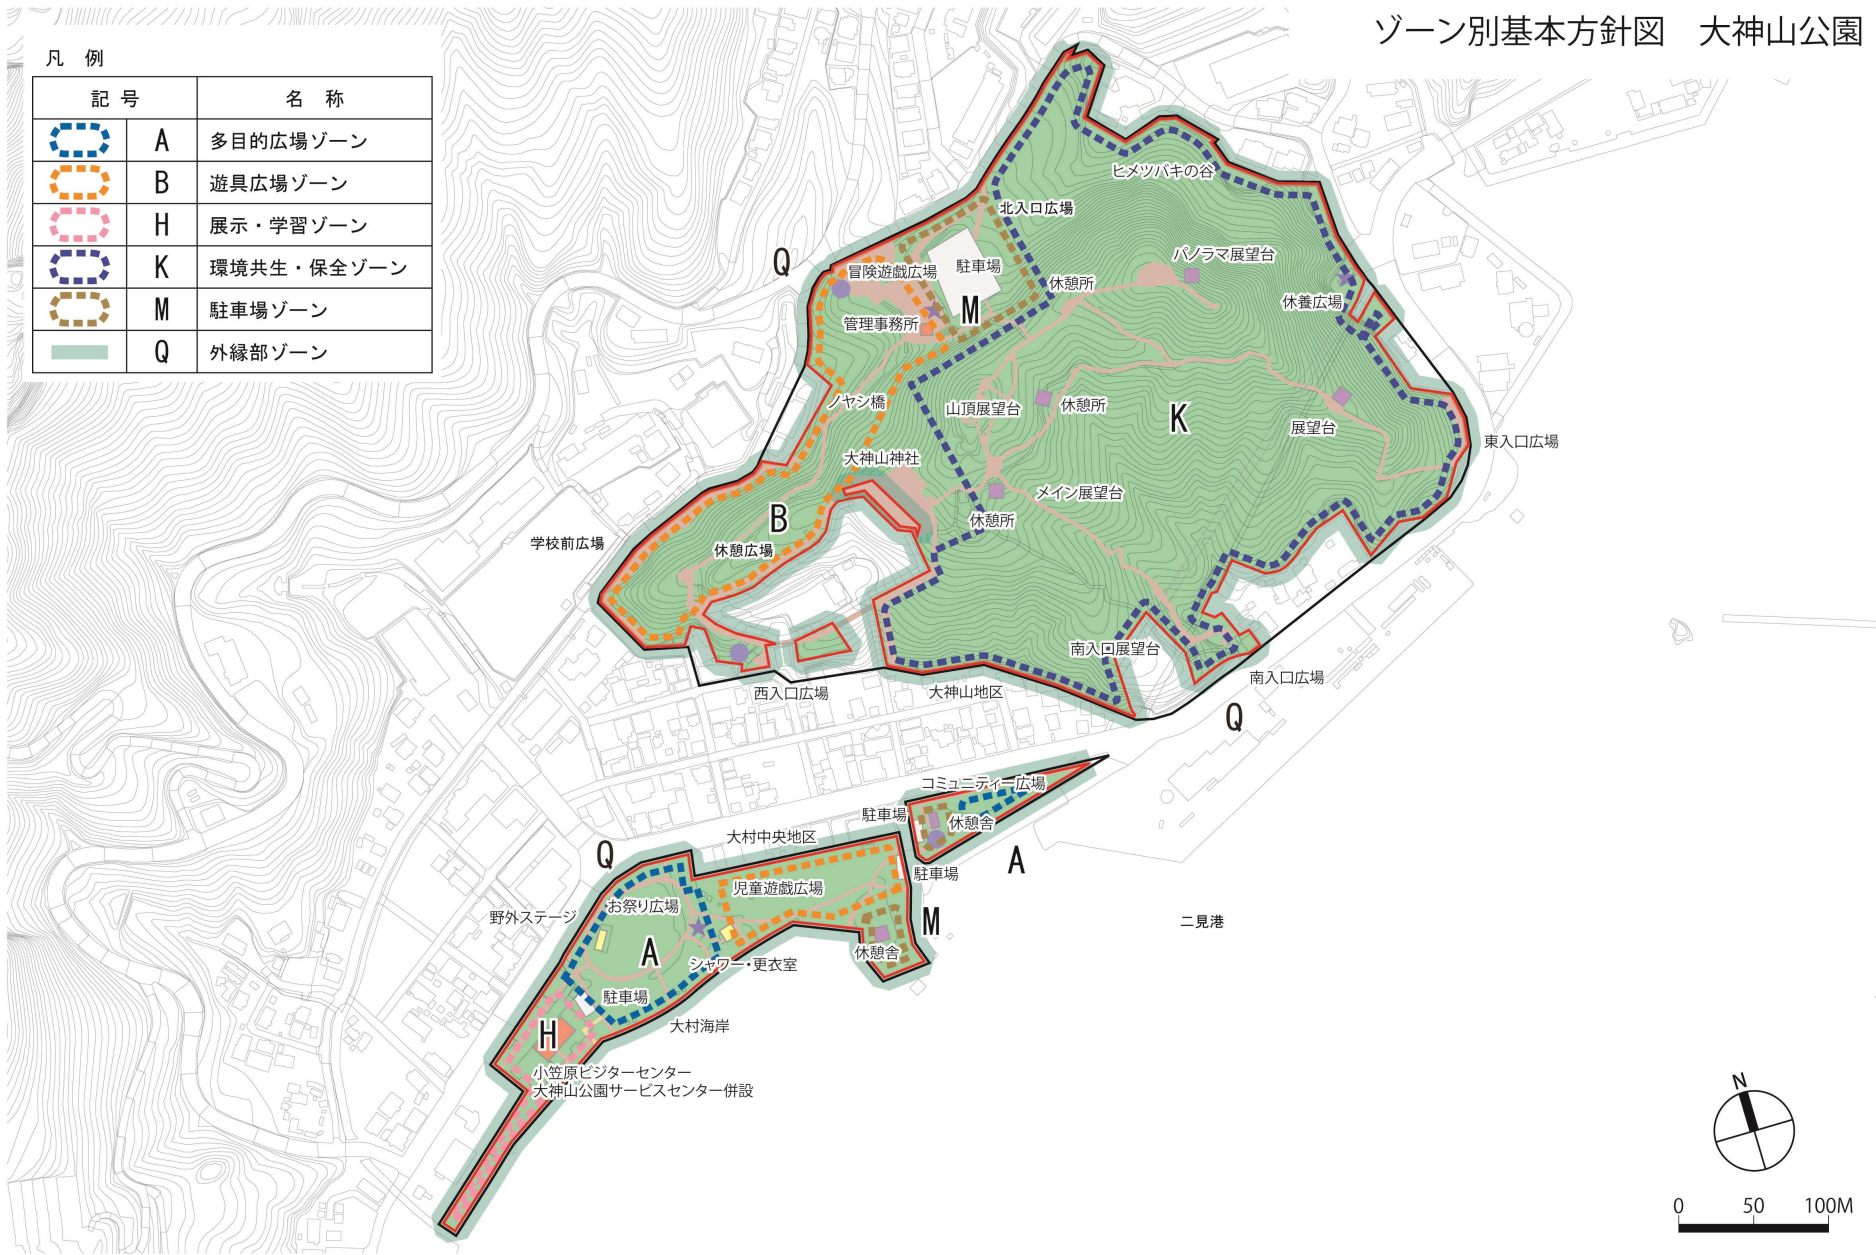 ゾーン別基本方針図　大神山公園
凡　例
記 号　名　称
A　多目的広場ゾーン
B　遊具広場ゾーン
H　展示・学習ゾーン
K　環境共生・保全ゾーン
M　駐車場ゾーン
Q　外縁部ゾーン
ヒメツバキの谷
北入口広場
Q
冒険遊戯広場
駐車場
パノラマ展望台
休憩所
休養広場
管理事務所
M
ノヤシ橋
山頂展望台
休憩所
K
展望台
東入口広場
大神山神社
メイン展望台
B
休憩所
学校前広場
休憩広場
南入口展望台
南入口広場
西入口広場
大神山地区
Q
コミュニティー広場
駐車場
休憩舎
大村中央地区
Q
A
駐車場
児童遊戯広場
お祭り広場
野外ステージ
M
二見港
A
休憩舎
シャワー・更衣室
駐車場
大村海岸
H
小笠原ビジターセンター
大神山公園サービスセンター併設
N
0　50　100M